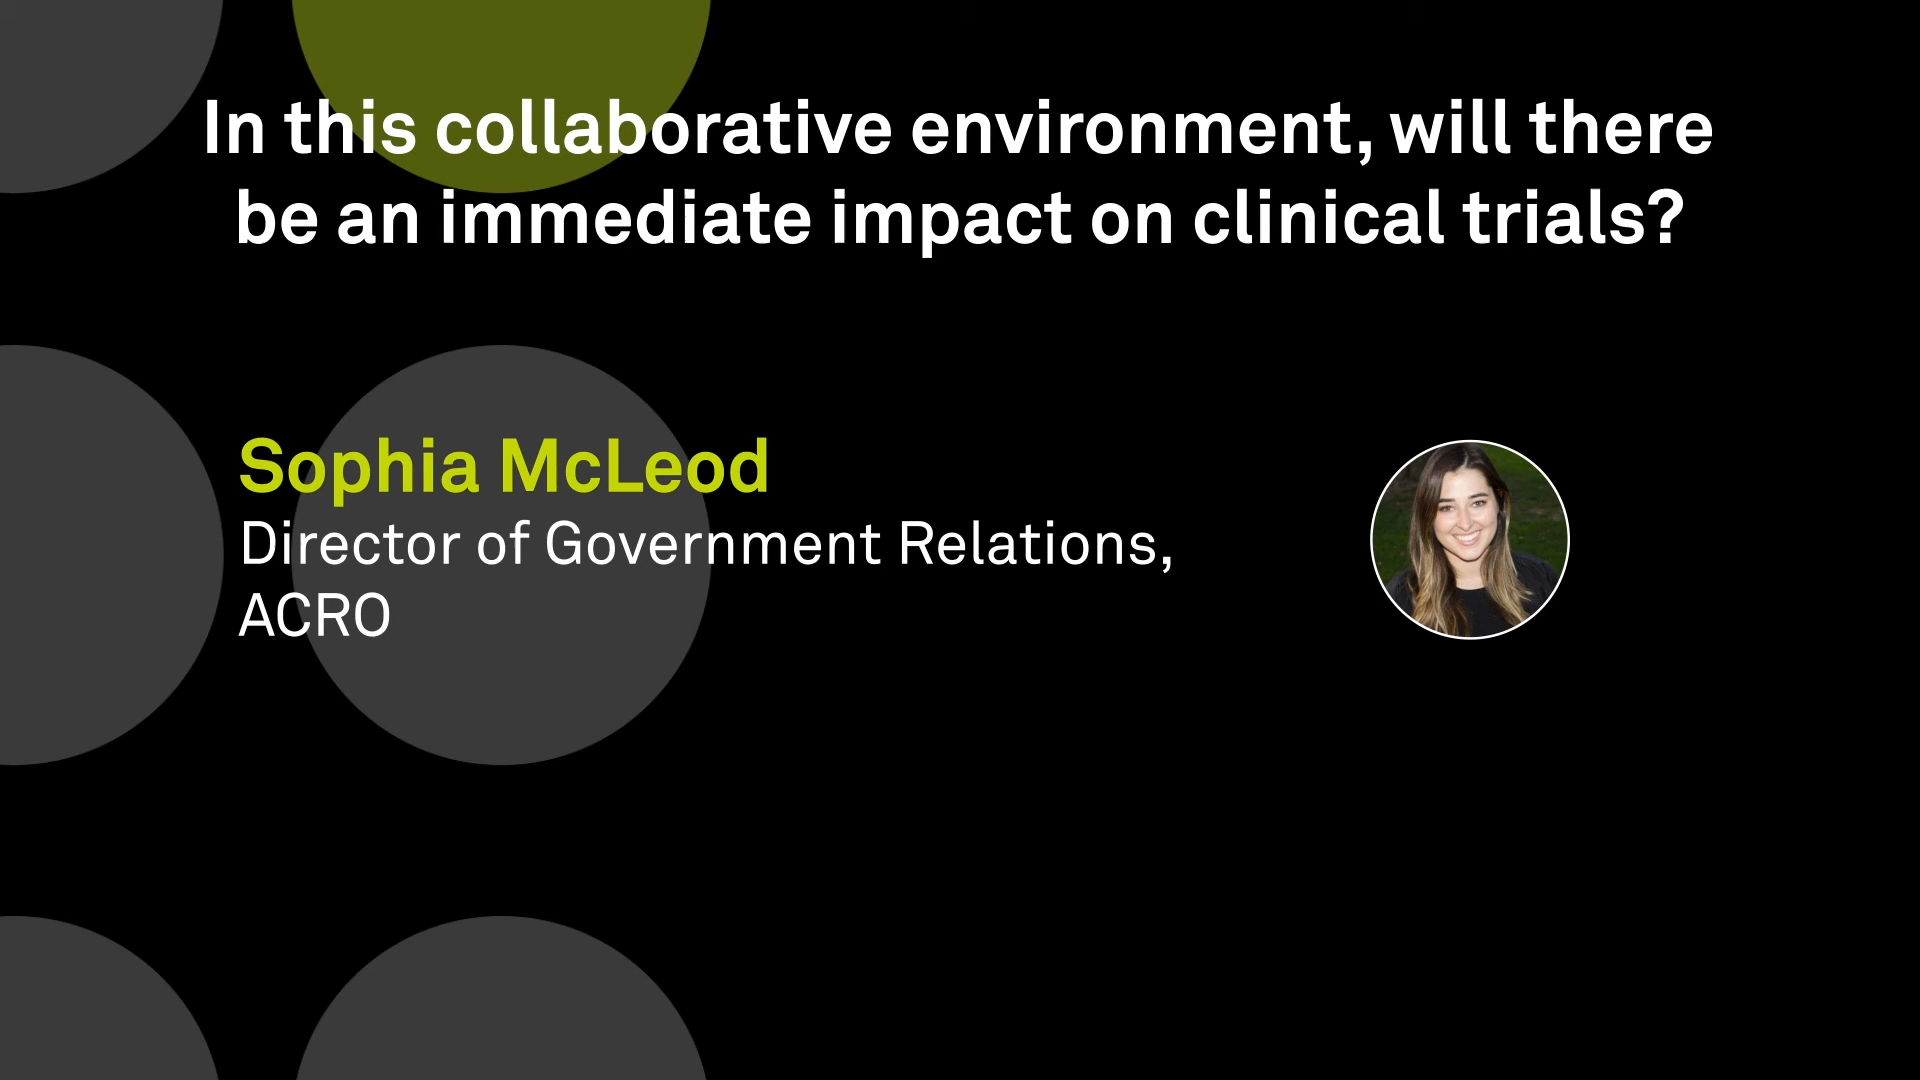 In this collaborative environment, will there
be an immediate impact on clinical trials?
Sophia McLeod
Director of Government Relations,
ACRO